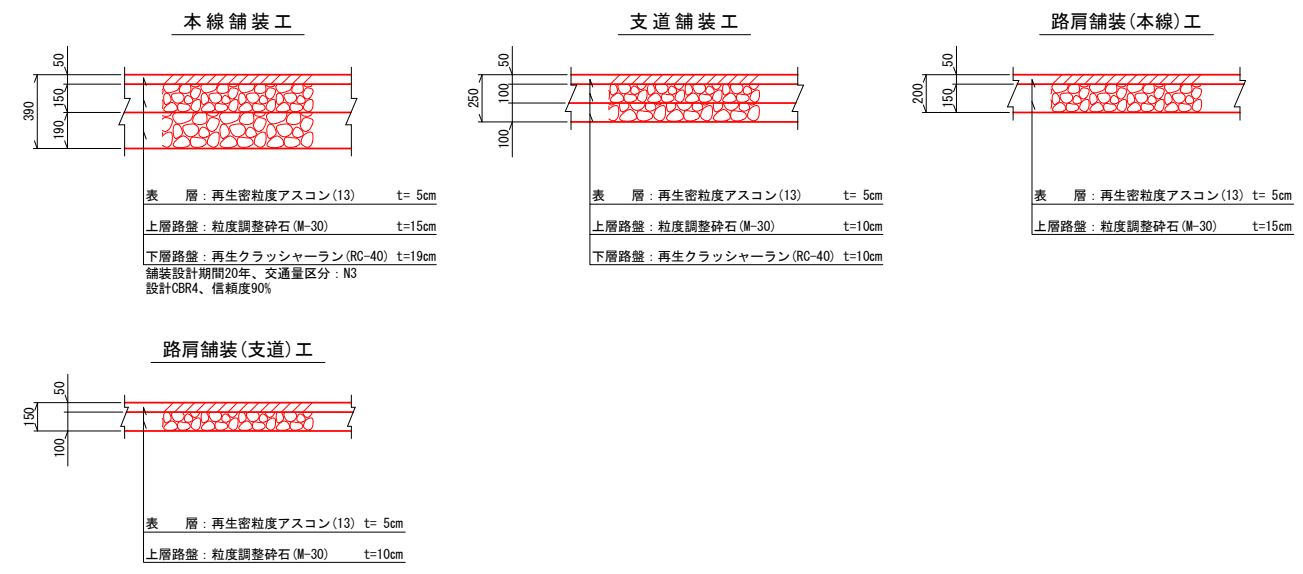 本線舗装工
50
150
190
390
表　　層：再生密粒度アスコン(13)　t= 5cm
上層路盤：粒度調整砕石(M-30)　t=15cm
下層路盤：再生クラッシャーラン(RC-40) t=19cm
舗装設計期間20年、交通量区分：N3
設計CBR4、信頼度90%
支道舗装工
50
100
100
250
表　　層：再生密粒度アスコン(13)　t= 5cm
上層路盤：粒度調整砕石(M-30)　t=10cm
下層路盤：再生クラッシャーラン(RC-40) t=10cm
路肩舗装(本線)工
50
150
200
表　　層：再生密粒度アスコン(13) t= 5cm
上層路盤：粒度調整砕石(M-30)　t=15cm
路肩舗装(支道)工
50
100
150
表　　層：再生密粒度アスコン(13) t= 5cm
上層路盤：粒度調整砕石(M-30)　t=10cm